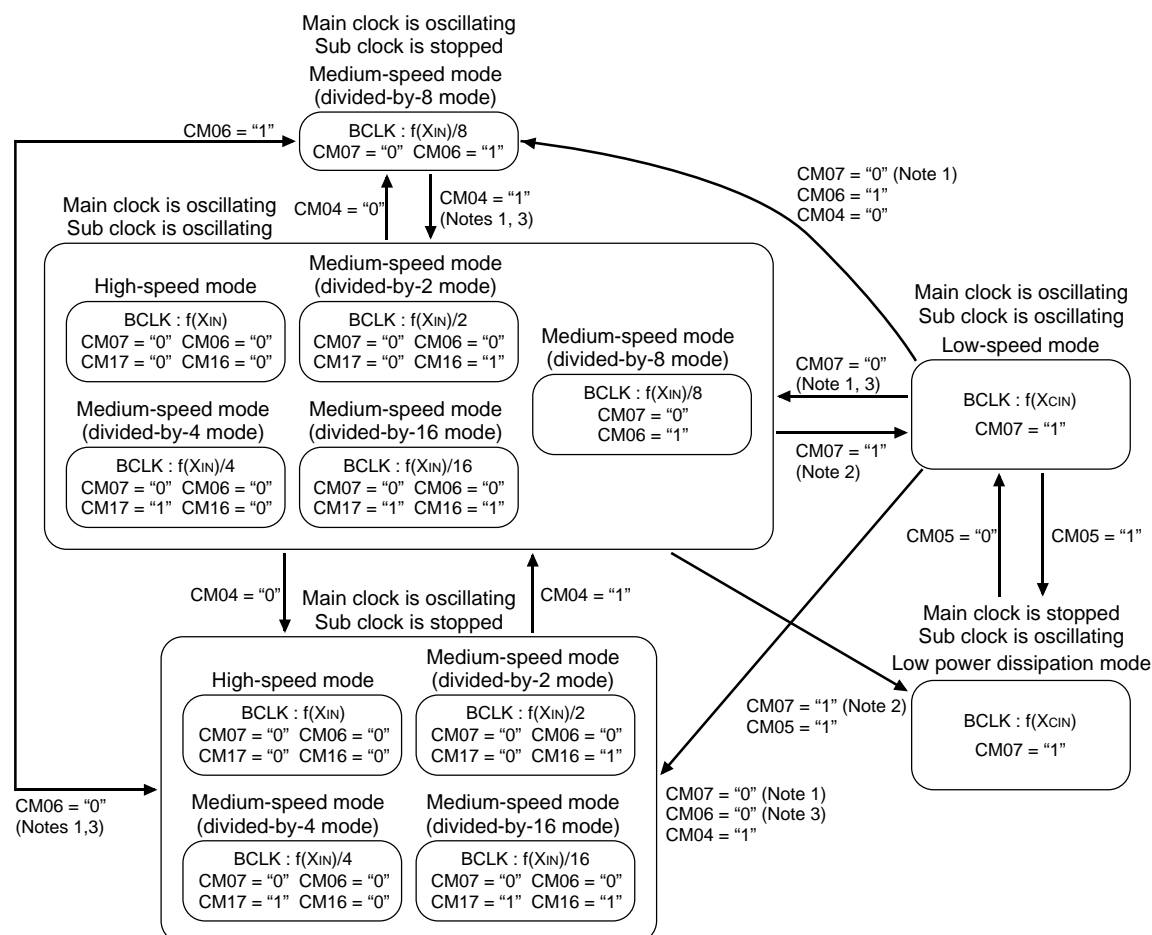 Main clock is oscillating
Sub clock is stopped
Medium-speed mode
(divided-by-8 mode)
CM06 = “1”
BCLK : f(XIN)/8
CM07 = “0” CM06 = “1”
CM07 = “0” (Note 1)
CM06 = “1”
CM04 = “0”
Main clock is oscillating
Sub clock is oscillating
CM04 = “0”
CM04 = “1”
(Notes 1, 3)
High-speed mode
BCLK : f(XIN)
CM07 = “0” CM06 = “0”
CM17 = “0” CM16 = “0”
Medium-speed mode
(divided-by-2 mode)
BCLK : f(XIN)/2
CM07 = “0” CM06 = “0”
CM17 = “0” CM16 = “1”
Medium-speed mode
(divided-by-8 mode)
BCLK : f(XIN)/8
CM07 = “0”
CM06 = “1”
Medium-speed mode
(divided-by-4 mode)
BCLK : f(XIN)/4
CM07 = “0” CM06 = “0”
CM17 = “1” CM16 = “0”
Medium-speed mode
(divided-by-16 mode)
BCLK : f(XIN)/16
CM07 = “0” CM06 = “0”
CM17 = “1” CM16 = “1”
CM07 = “0”
(Note 1, 3)
CM07 = “1”
(Note 2)
Main clock is oscillating
Sub clock is oscillating
Low-speed mode
BCLK : f(XCIN)
CM07 = “1”
CM05 = “0”
CM05 = “1”
Main clock is stopped
Sub clock is oscillating
Low power dissipation mode
BCLK : f(XCIN)
CM07 = “1”
CM07 = “1” (Note 2)
CM05 = “1”
CM04 = “0”
CM04 = “1”
Main clock is oscillating
Sub clock is stopped
High-speed mode
BCLK : f(XIN)
CM07 = “0” CM06 = “0”
CM17 = “0” CM16 = “0”
Medium-speed mode
(divided-by-2 mode)
BCLK : f(XIN)/2
CM07 = “0” CM06 = “0”
CM17 = “0” CM16 = “1”
CM06 = “0”
(Notes 1,3)
Medium-speed mode
(divided-by-4 mode)
BCLK : f(XIN)/4
CM07 = “0” CM06 = “0”
CM17 = “1” CM16 = “0”
Medium-speed mode
(divided-by-16 mode)
BCLK : f(XIN)/16
CM07 = “0” CM06 = “0”
CM17 = “1” CM16 = “1”
CM07 = “0” (Note 1)
CM06 = “0” (Note 3)
CM04 = “1”